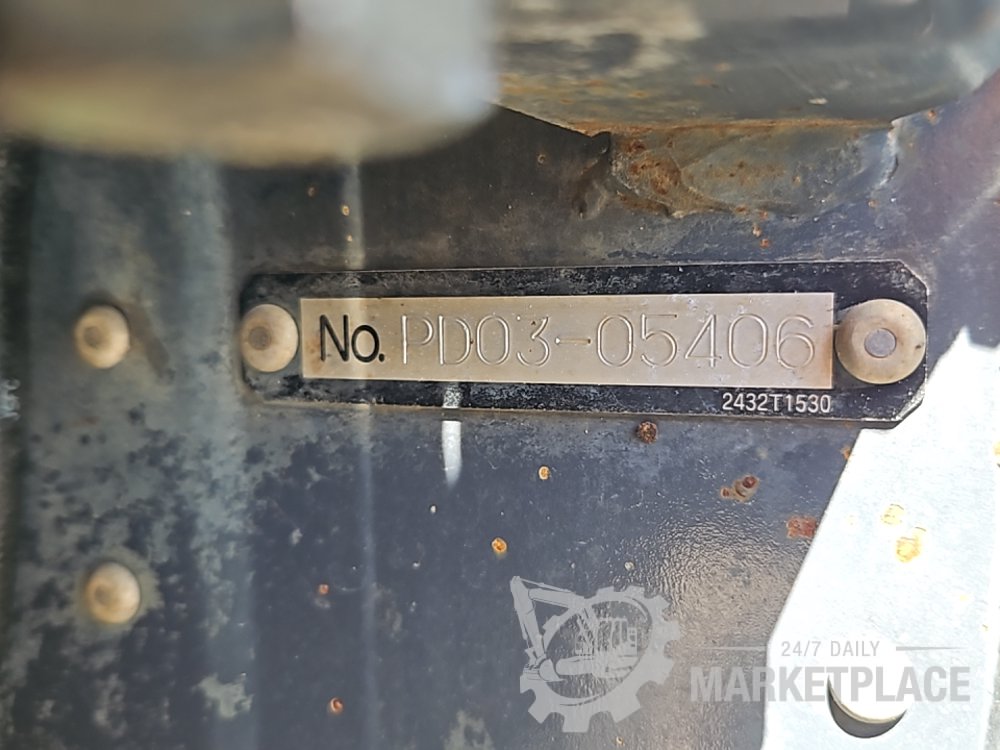 No. PD03-05406
2432T1530
24/7 DAILY
MARKETPLACE